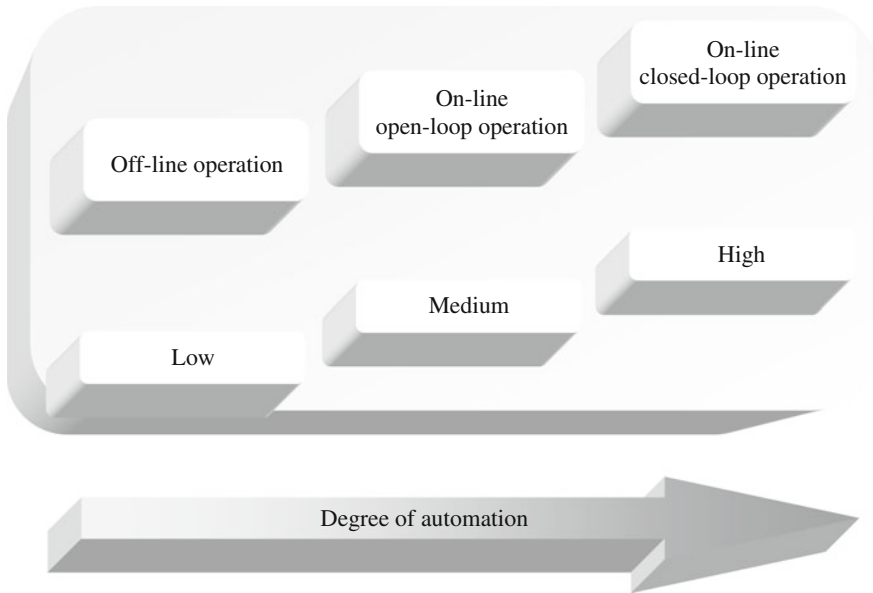 On-line
closed-loop operation
On-line
open-loop operation
Off-line operation
High
Medium
Low
Degree of automation